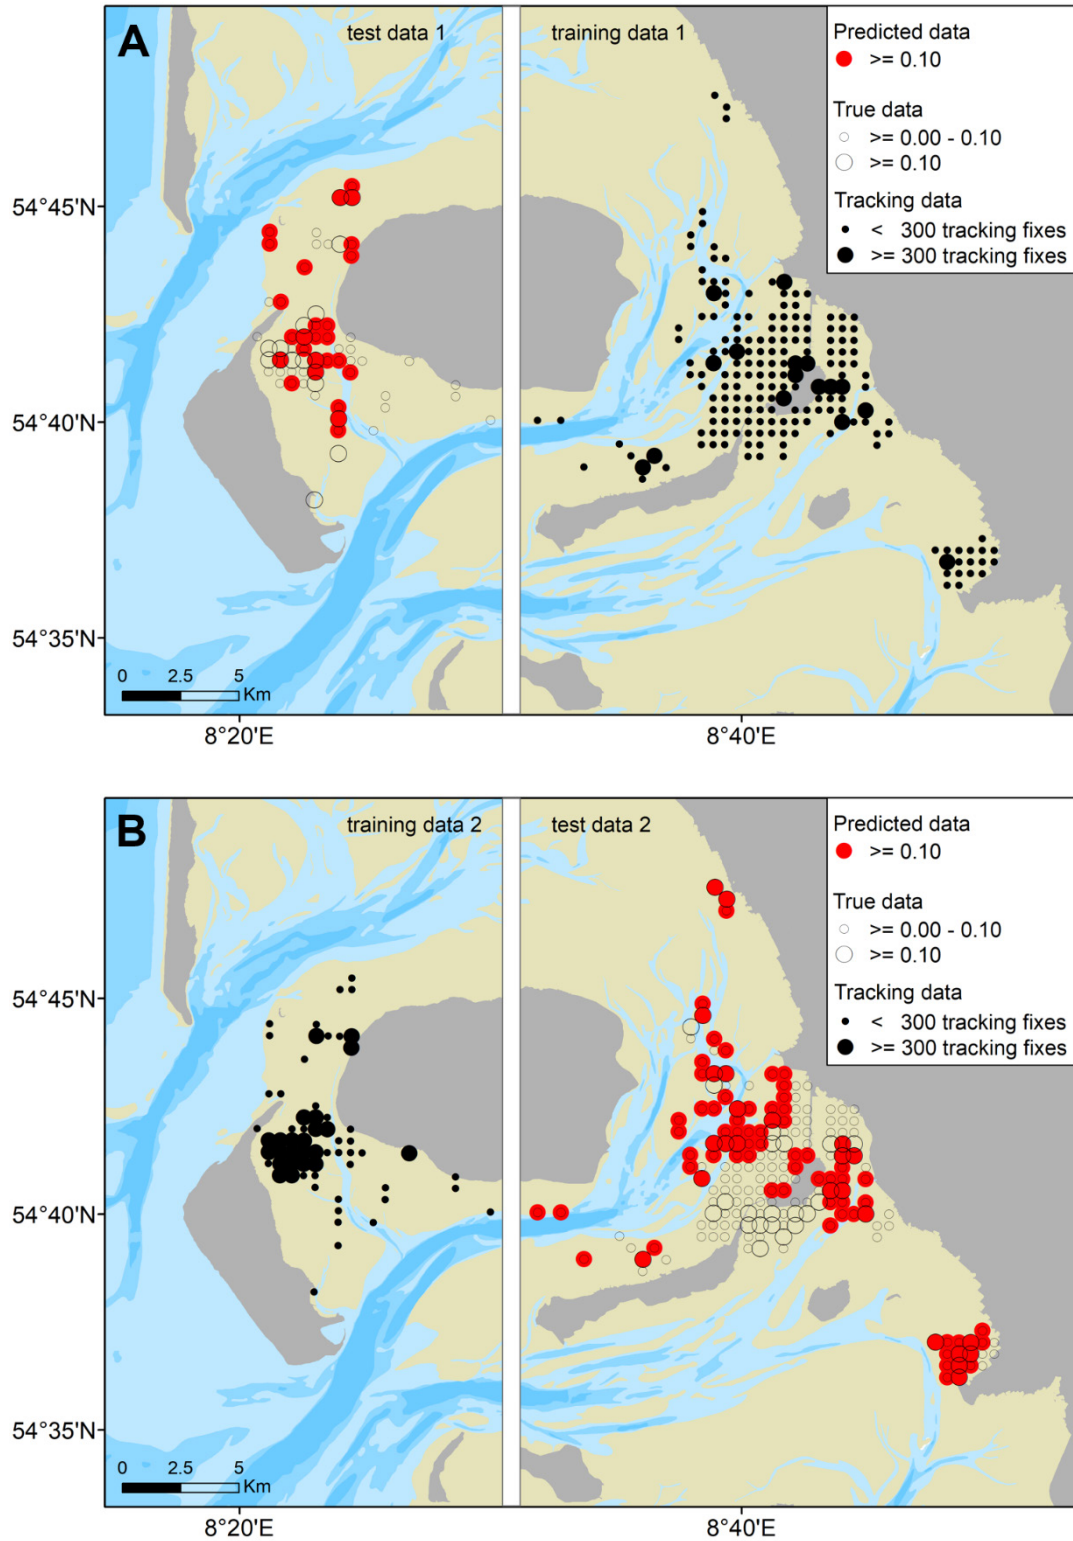 A
test data 1
training data 1
Predicted data
>= 0.10
True data
>= 0.00 - 0.10
>= 0.10
Tracking data
< 300 tracking fixes
>= 300 tracking fixes
54°45'N
54°40'N
54°35'N
0 2.5 5
Km
8°20'E
8°40'E
B
training data 2
test data 2
Predicted data
>= 0.10
True data
>= 0.00 - 0.10
>= 0.10
Tracking data
< 300 tracking fixes
>= 300 tracking fixes
54°45'N
54°40'N
54°35'N
0 2.5 5
Km
8°20'E
8°40'E